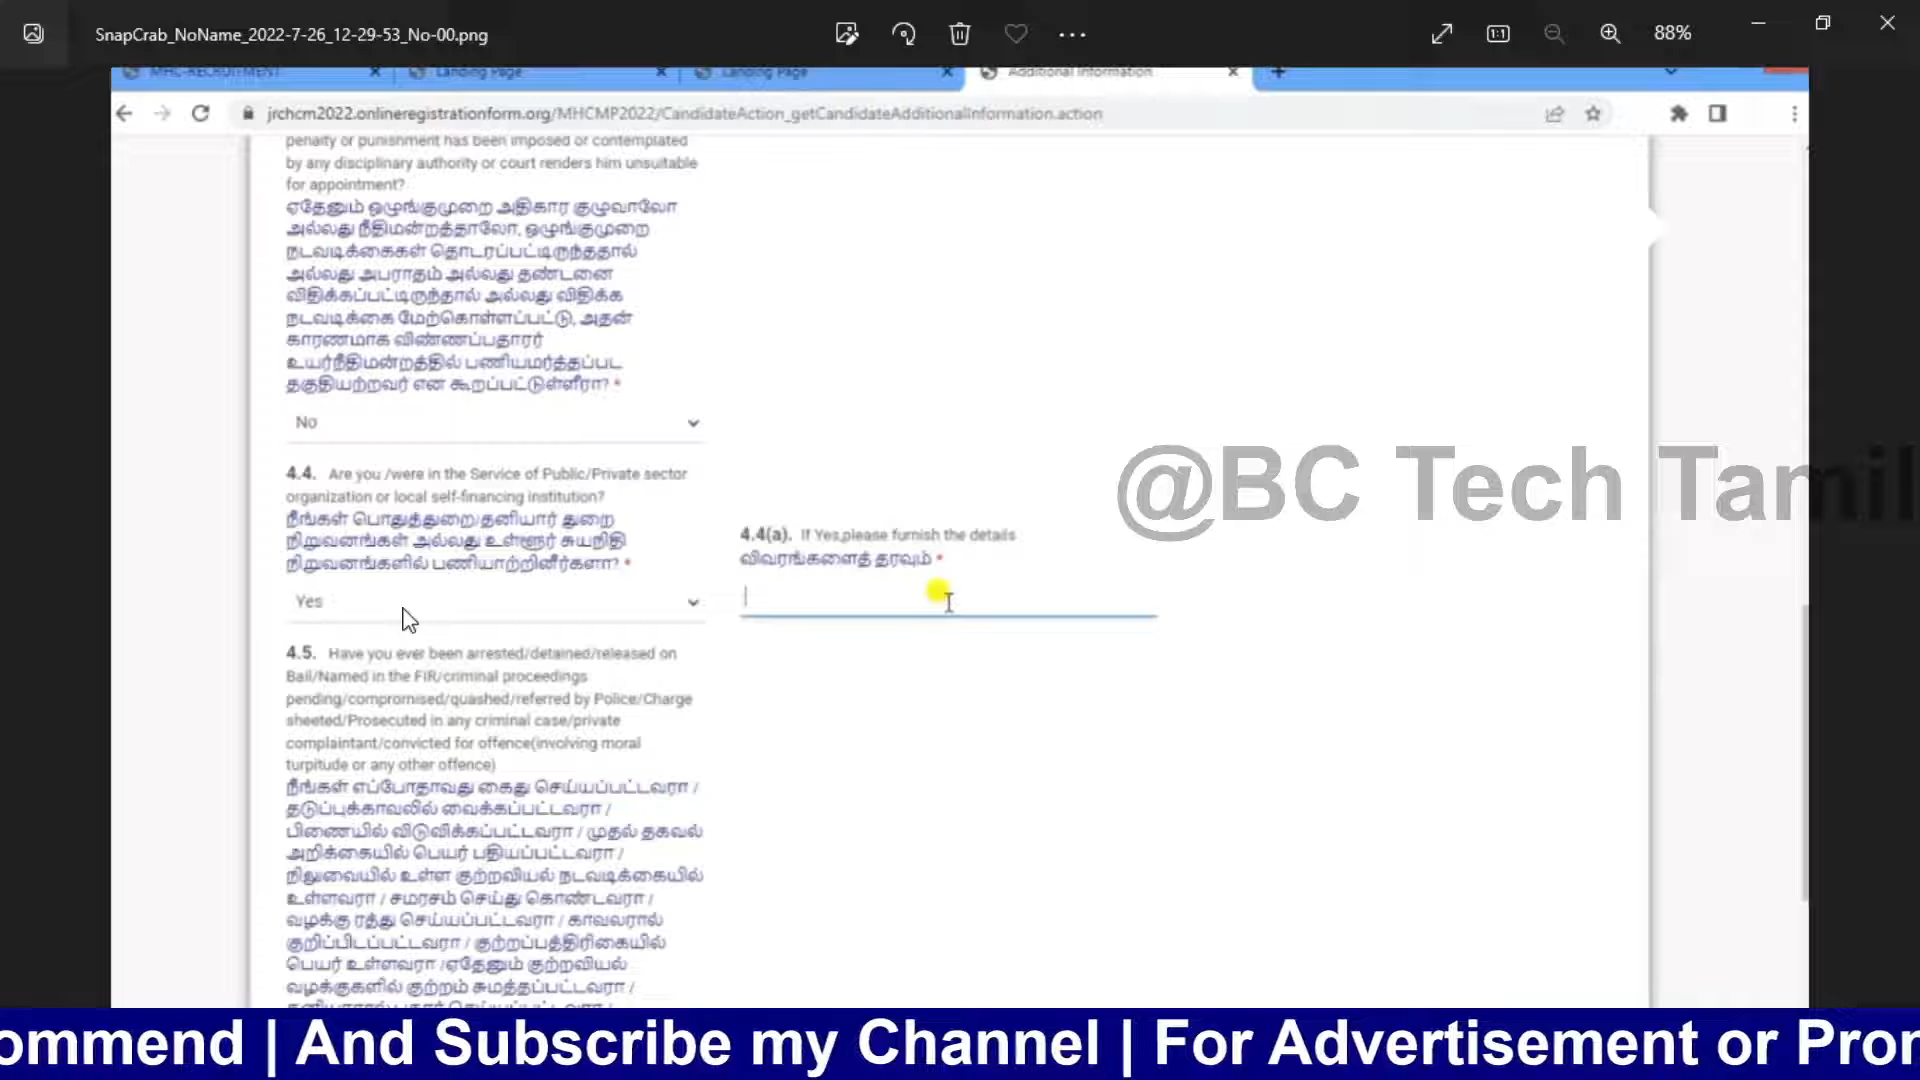 SnapCrab_NoName_2022-7-26_12-29-53_No-00.png
88%
MHC-RECRUITMENT
Landing Page
Landing Page
Additional Information
jrchcm2022.onlineregistrationform.org/MHCMP2022/CandidateAction_getCandidateAdditionalInformation.action
penalty or punishment has been imposed or contemplated
by any disciplinary authority or court renders him unsuitable
for appointment?
ஏதேனும் ஒழுங்குமுறை அதிகார குழுவாலோ
அல்லது நீதிமன்றத்தாலோ, ஒழுங்குமுறை
நடவடிக்கைகள் தொடரப்பட்டிருந்ததால்
அல்லது அபராதம் அல்லது தண்டனை
விதிக்கப்பட்டிருந்தால் அல்லது விதிக்க
நடவடிக்கை மேற்கொள்ளப்பட்டு, அதன்
காரணமாக விண்ணப்பதாரர்
உயர்நீதிமன்றத்தில் பணியமர்த்தப்பட
தகுதியற்றவர் என கூறப்பட்டுள்ளீரா? *
No
4.4. Are you /were in the Service of Public/Private sector
organization or local self-financing institution?
நீங்கள் பொதுத்துறை/தனியார் துறை
நிறுவனங்கள் அல்லது உள்ளூர் சுயநிதி
நிறுவனங்களில் பணியாற்றினீர்களா? *
Yes
4.4(a). If Yes,please furnish the details
விவரங்களைத் தரவும் *
4.5. Have you ever been arrested/detained/released on
Bail/Named in the FIR/criminal proceedings
pending/compromised/quashed/referred by Police/Charge
sheeted/Prosecuted in any criminal case/private
complaintant/convicted for offence(involving moral
turpitude or any other offence)
நீங்கள் எப்போதாவது கைது செய்யப்பட்டவரா /
தடுப்புக்காவலில் வைக்கப்பட்டவரா /
பிணையில் விடுவிக்கப்பட்டவரா / முதல் தகவல்
அறிக்கையில் பெயர் பதியப்பட்டவரா /
நிலுவையில் உள்ள குற்றவியல் நடவடிக்கையில்
உள்ளவரா / சமரசம் செய்து கொண்டவரா /
வழக்கு ரத்து செய்யப்பட்டவரா / காவலரால்
குறிப்பிடப்பட்டவரா / குற்றப்பத்திரிகையில்
பெயர் உள்ளவரா /ஏதேனும் குற்றவியல்
வழக்குகளில் குற்றம் சுமத்தப்பட்டவரா /
@BC Tech Tamil
ommend | And Subscribe my Channel | For Advertisement or Pro